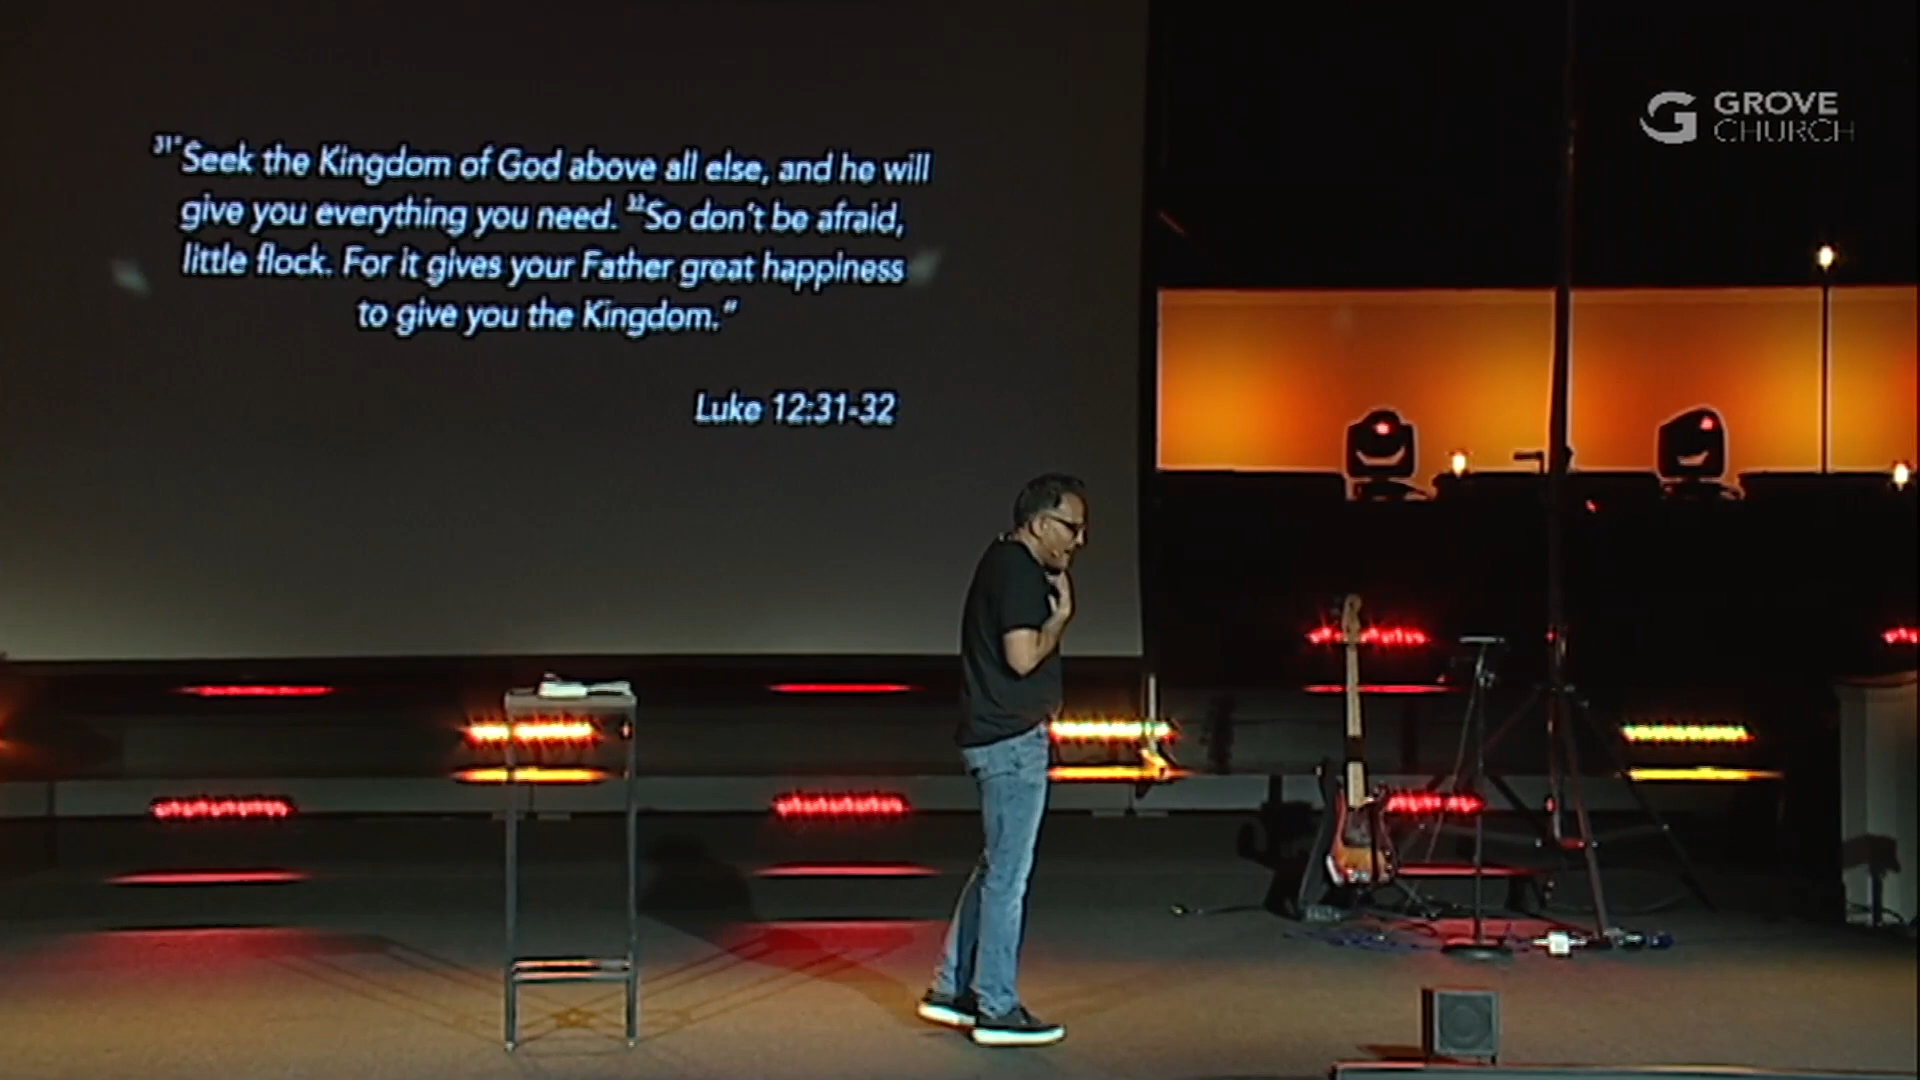 ³¹"Seek the Kingdom of God above all else, and he will
give you everything you need. ³²So don't be afraid,
little flock. For it gives your Father great happiness
to give you the Kingdom."
Luke 12:31-32
GROVE
CHURCH